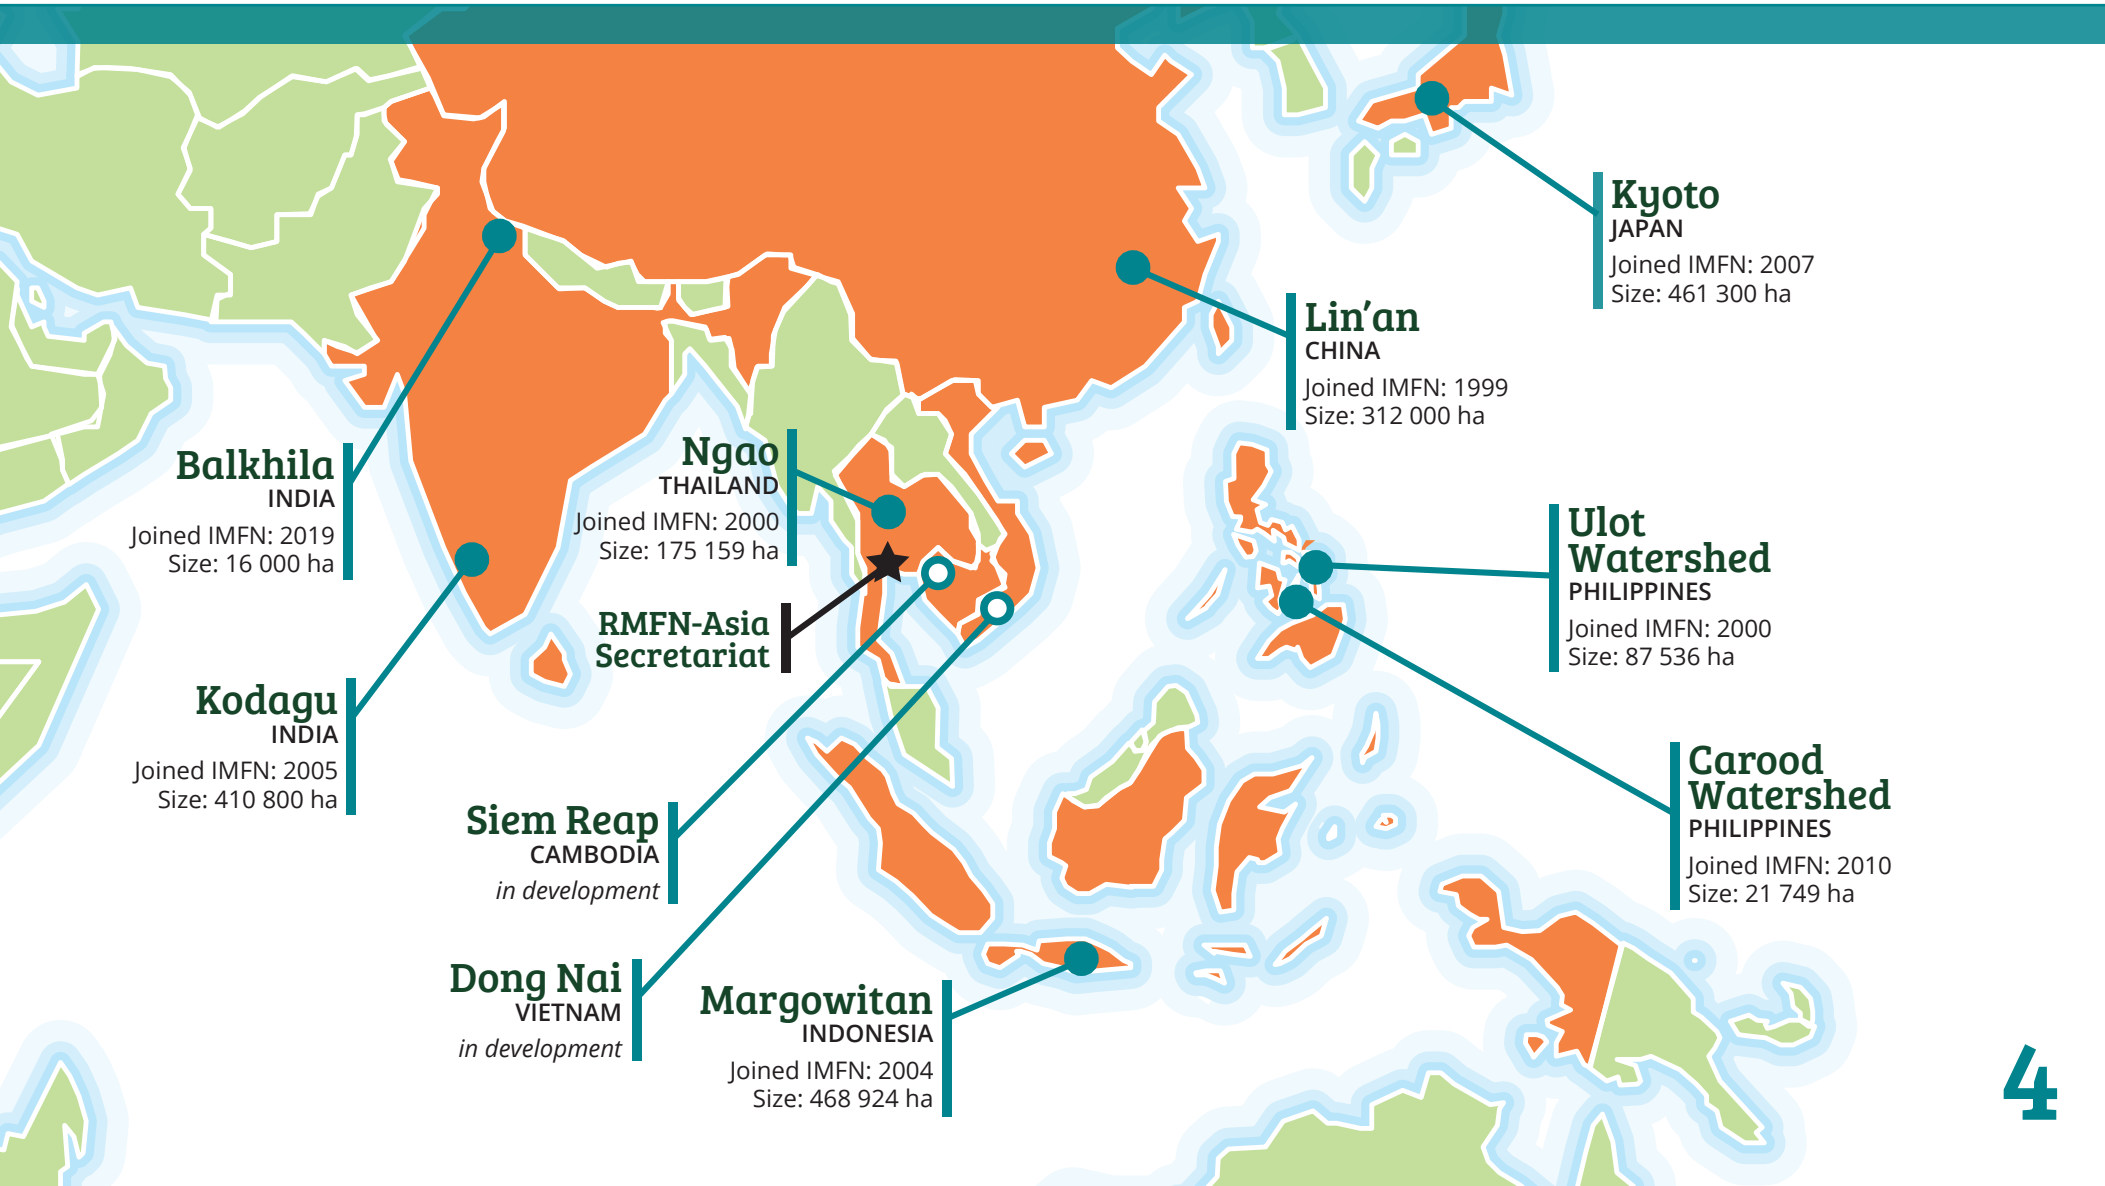 Kyoto
JAPAN
Joined IMFN: 2007
Size: 461 300 ha
Lin’an
CHINA
Joined IMFN: 1999
Size: 312 000 ha
Balkhila
INDIA
Joined IMFN: 2019
Size: 16 000 ha
Ngao
THAILAND
Joined IMFN: 2000
Size: 175 159 ha
RMFN-Asia
Secretariat
Ulot
Watershed
PHILIPPINES
Joined IMFN: 2000
Size: 87 536 ha
Kodagu
INDIA
Joined IMFN: 2005
Size: 410 800 ha
Siem Reap
CAMBODIA
in development
Carood
Watershed
PHILIPPINES
Joined IMFN: 2010
Size: 21 749 ha
Dong Nai
VIETNAM
in development
Margowitan
INDONESIA
Joined IMFN: 2004
Size: 468 924 ha
4